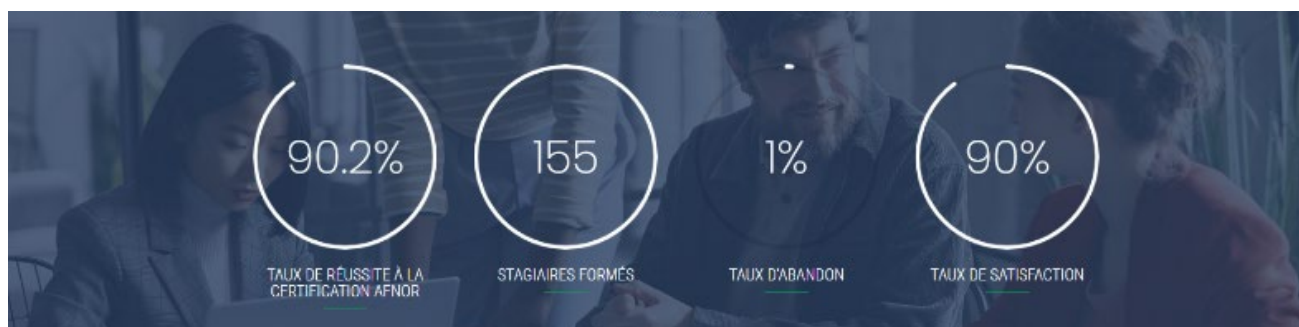 90.2%
155
1%
90%
TAUX DE RÉUSSITE À LA
CERTIFICATION AFNOR
STAGIAIRES FORMÉS
TAUX D'ABANDON
TAUX DE SATISFACTION